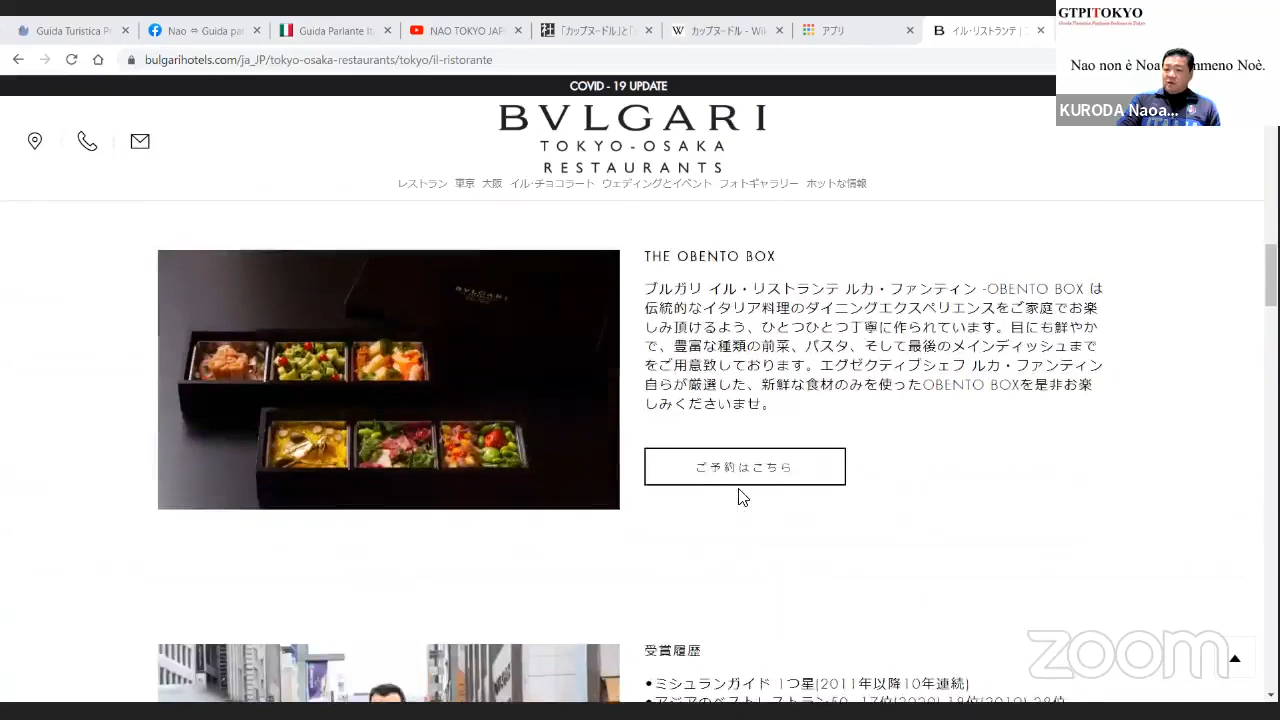 Guida Turistica P
Nao ⇔ Guida par
Guida Parlante It
NAO TOKYO JAP
「カップヌードル」と「
カップヌードル - Wik
アプリ
イル・リストランテ | ブ
GTPITOKYO
Nao non è Noa
mmeno Noè.
KURODA Naoa...
bulgarihotels.com/ja_JP/tokyo-osaka-restaurants/tokyo/il-ristorante
COVID - 19 UPDATE
BVLGARI
TOKYO-OSAKA
RESTAURANTS
レストラン 東京 大阪 イル・チョコラート ウェディングとイベント フォトギャラリー ホットな情報
BVLGARI
THE OBENTO BOX
ブルガリ イル・リストランテ ルカ・ファンティン -OBENTO BOX は
伝統的なイタリア料理のダイニングエクスペリエンスをご家庭でお楽
しみ頂けるよう、ひとつひとつ丁寧に作られています。目にも鮮やか
で、豊富な種類の前菜、パスタ、そして最後のメインディッシュまで
をご用意致しております。エグゼクティブシェフ ルカ・ファンティン
自らが厳選した、新鮮な食材のみを使ったOBENTO BOXを是非お楽
しみくださいませ。
ご予約はこちら
受賞履歴
•ミシュランガイド 1つ星(2011年以降10年連続)
zoom